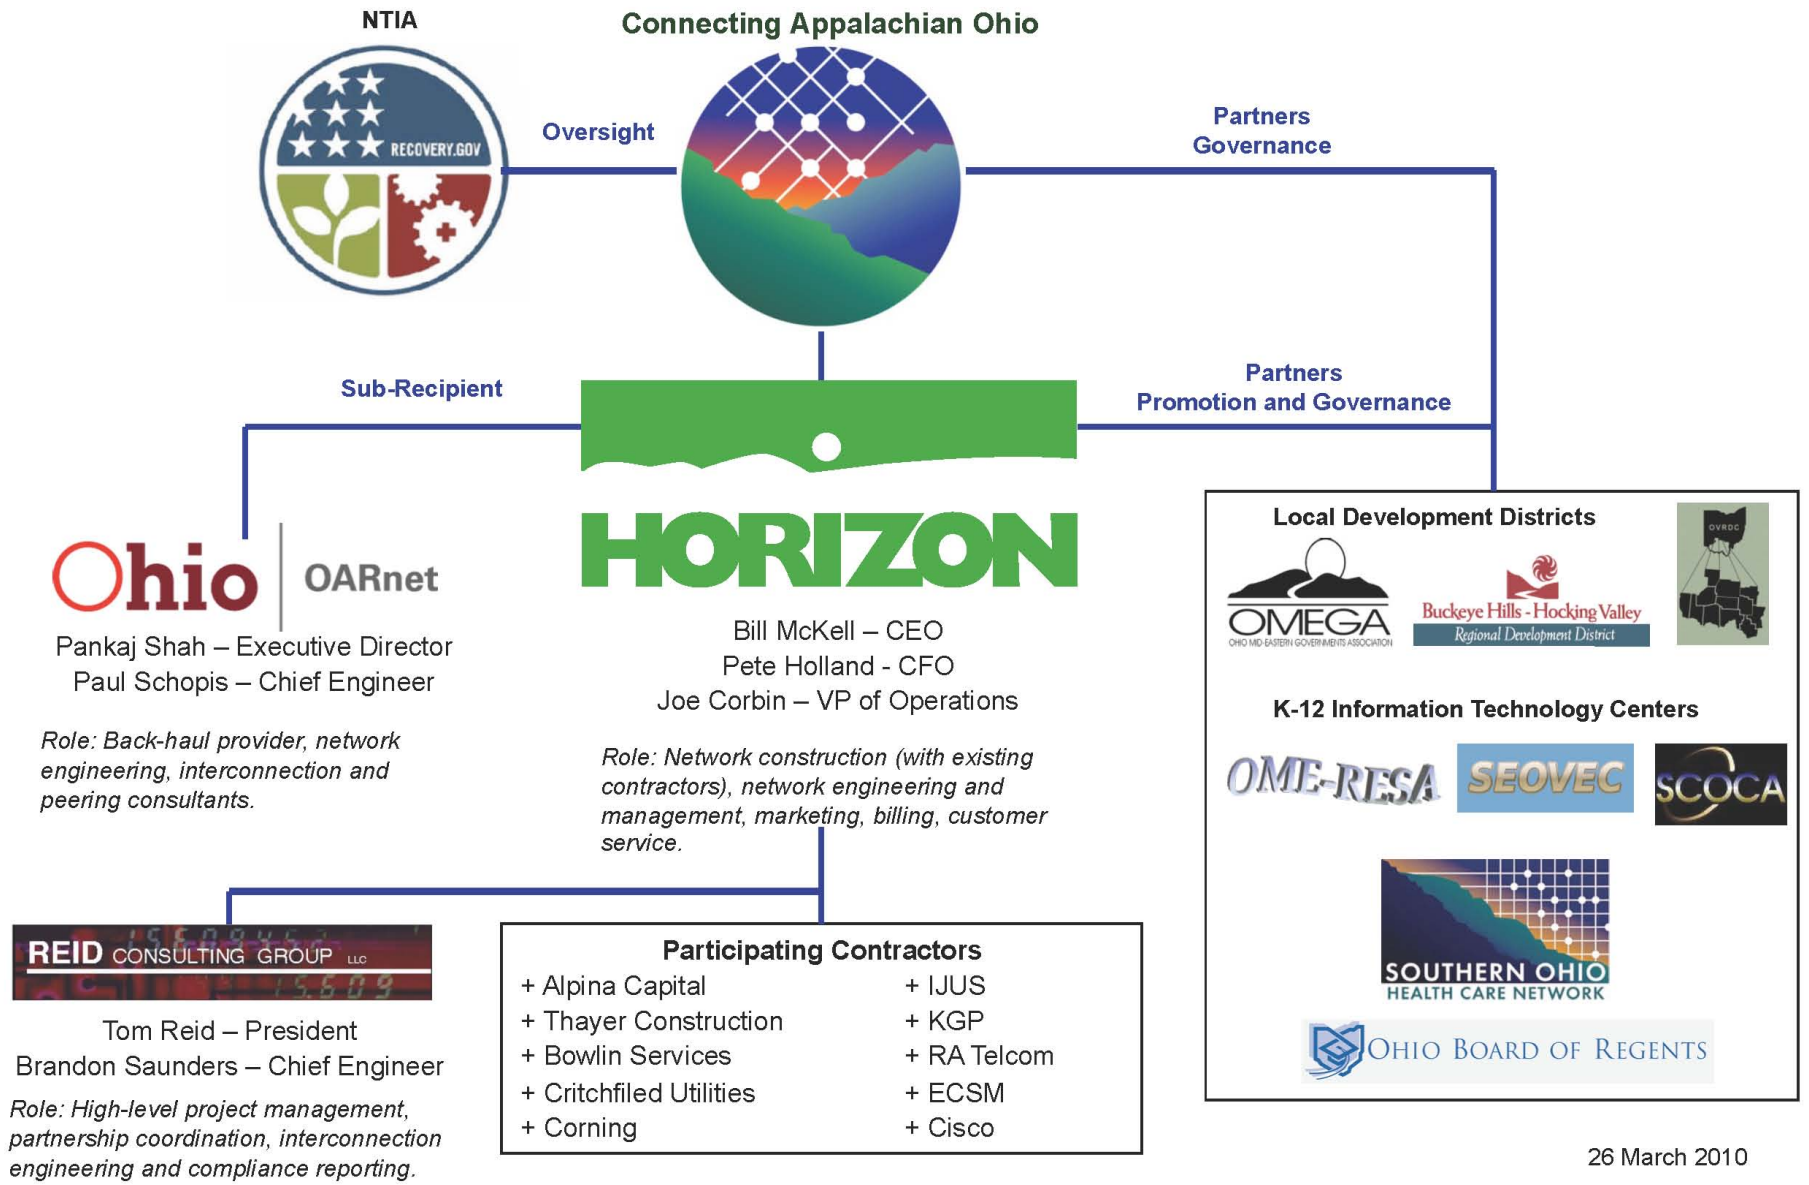 NTIA
Connecting Appalachian Ohio
RECOVERY.GOV
Oversight
Partners
Governance
Sub-Recipient
Partners
Promotion and Governance
HORIZON
Ohio
OARnet
Pankaj Shah – Executive Director
Paul Schopis – Chief Engineer
Role: Back-haul provider, network
engineering, interconnection and
peering consultants.
Bill McKell – CEO
Pete Holland - CFO
Joe Corbin – VP of Operations
Role: Network construction (with existing
contractors), network engineering and
management, marketing, billing, customer
service.
Local Development Districts
OVRDC
OMEGA
OHIO MID-EASTERN GOVERNMENTS ASSOCIATION
Buckeye Hills - Hocking Valley
Regional Development District
K-12 Information Technology Centers
OME-RESA
SEOVEC
SCOCA
SOUTHERN OHIO
HEALTH CARE NETWORK
OHIO BOARD OF REGENTS
REID CONSULTING GROUP LLC
15.609
Tom Reid – President
Brandon Saunders – Chief Engineer
Role: High-level project management,
partnership coordination, interconnection
engineering and compliance reporting.
Participating Contractors
+ Alpina Capital
+ Thayer Construction
+ Bowlin Services
+ Critchfiled Utilities
+ Corning
+ IJUS
+ KGP
+ RA Telcom
+ ECSM
+ Cisco
26 March 2010